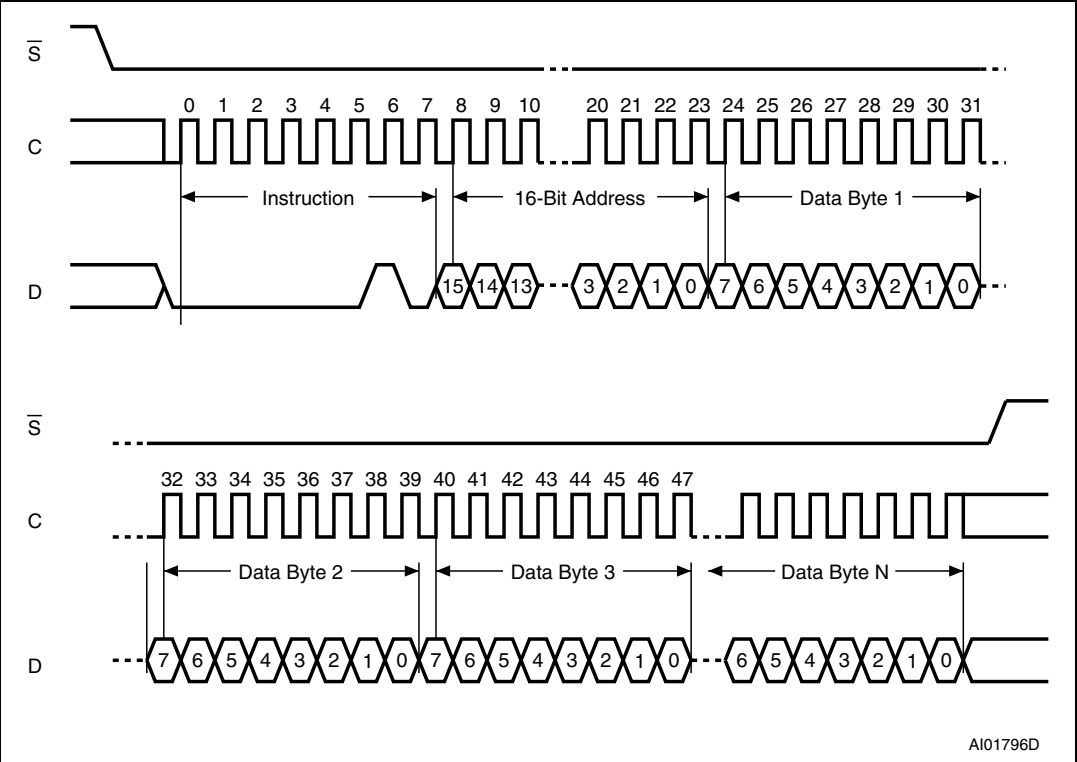 S̅
0 1 2 3 4 5 6 7 8 9 10 20 21 22 23 24 25 26 27 28 29 30 31
C
Instruction 16-Bit Address Data Byte 1
D 15 14 13 3 2 1 0 7 6 5 4 3 2 1 0
S̅
32 33 34 35 36 37 38 39 40 41 42 43 44 45 46 47
C
Data Byte 2 Data Byte 3 Data Byte N
D 7 6 5 4 3 2 1 0 7 6 5 4 3 2 1 0 6 5 4 3 2 1 0
AI01796D